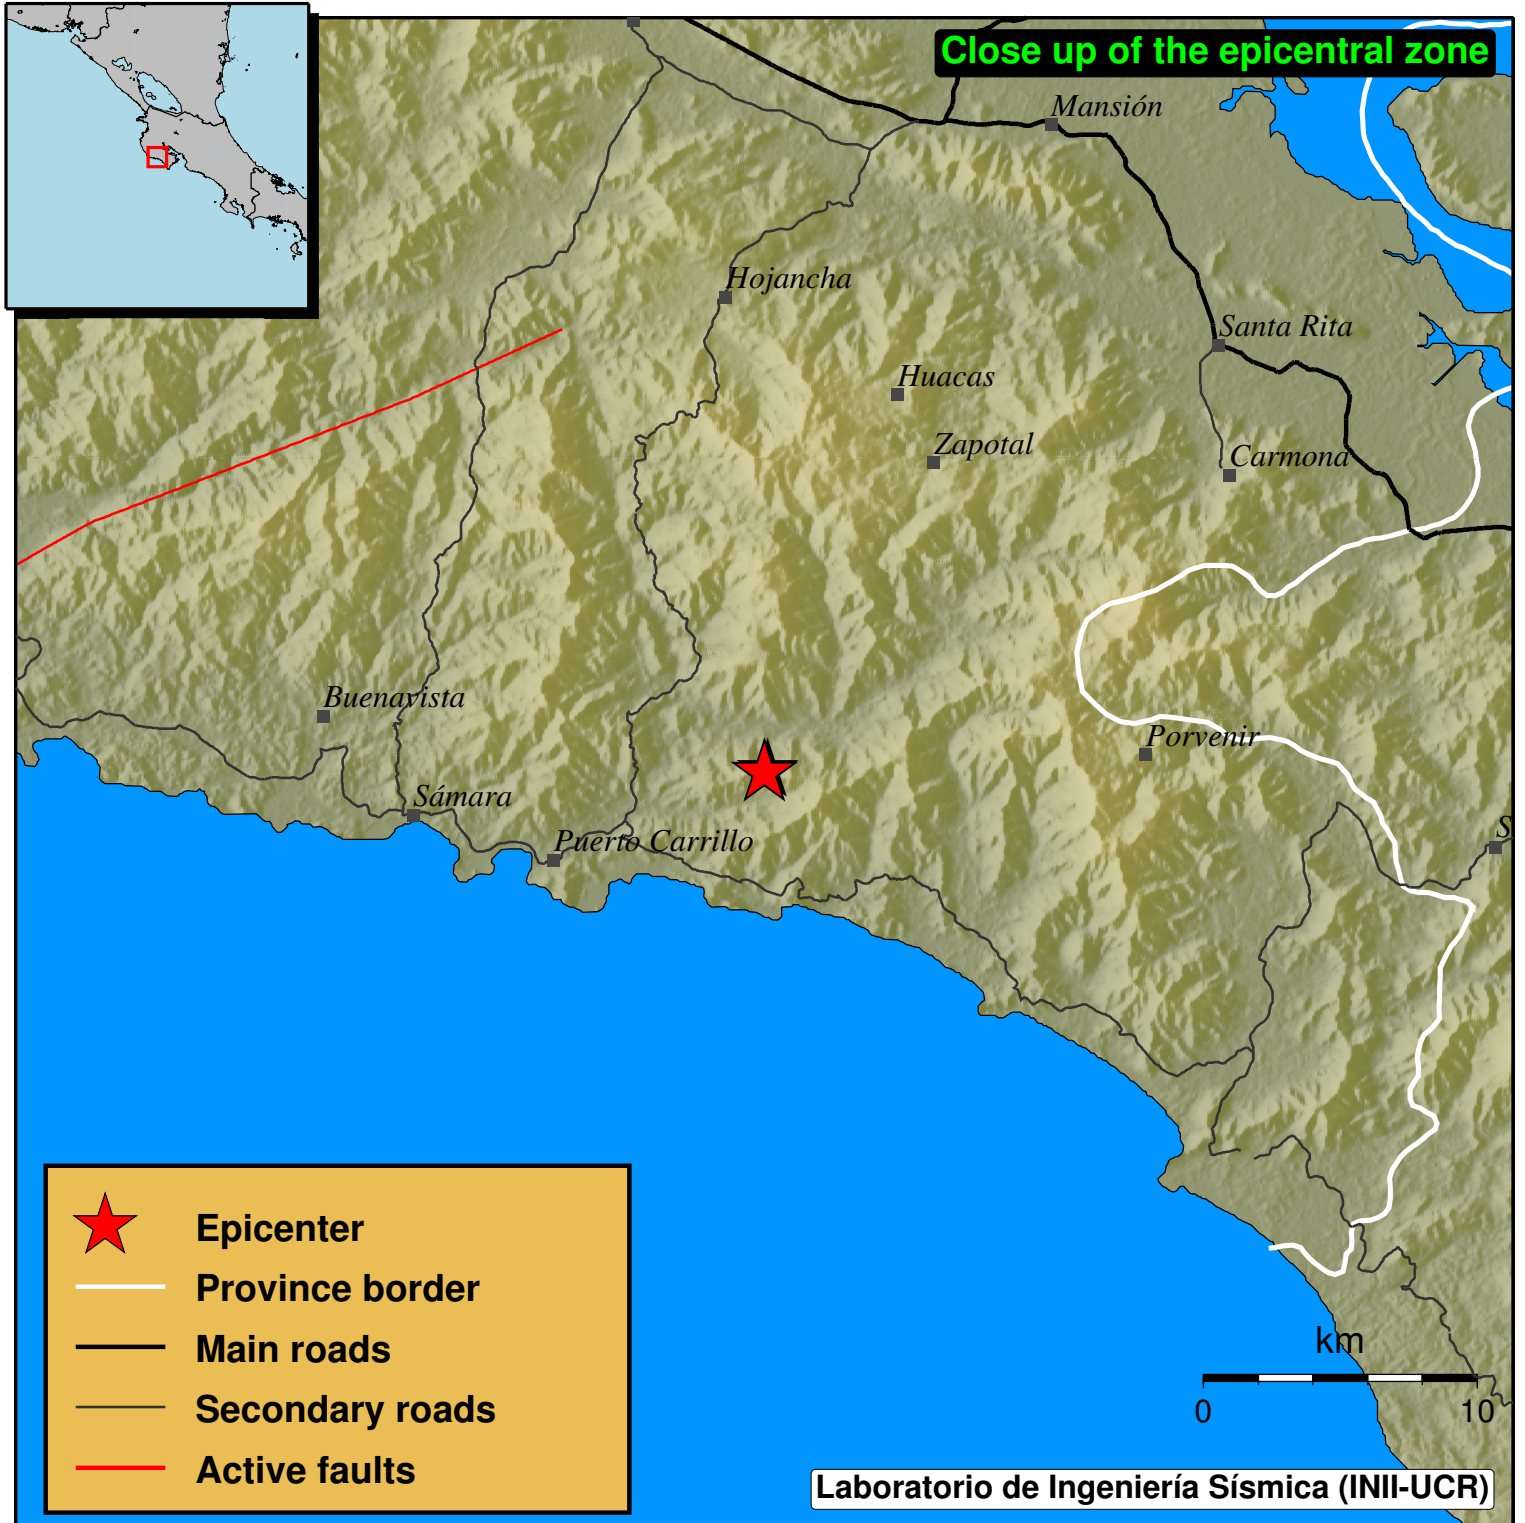 Close up of the epicentral zone
Mansión
Hojancha
Santa Rita
Huacas
Zapotal
Carmona
Buenavista
Porvenir
Sámara
S
Puerto Carrillo
Epicenter
Province border
Main roads
Secondary roads
Active faults
km
0 10
Laboratorio de Ingeniería Sísmica (INII-UCR)